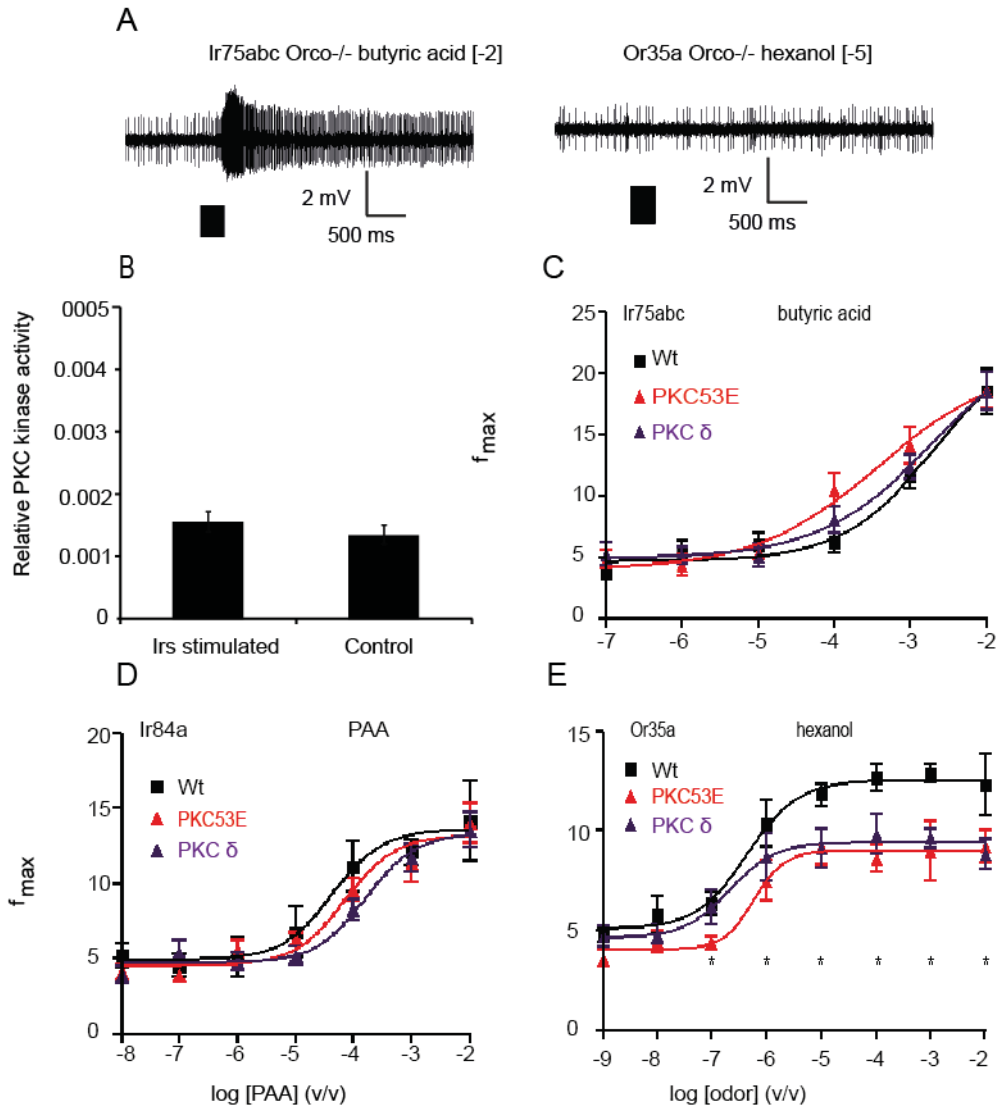 A
Ir75abc Orco-/- butyric acid [-2]
Or35a Orco-/- hexanol [-5]
2 mV
500 ms
2 mV
500 ms
B
Relative PKC kinase activity
0005
0.004
0.003
0.002
0.001
0
Irs stimulated
Control
C
Ir75abc
butyric acid
Wt
PKC53E
PKC δ
fmax
25
20
15
10
5
0
-7
-6
-5
-4
-3
-2
D
Ir84a
PAA
Wt
PKC53E
PKC δ
fmax
20
15
10
5
0
-8
-7
-6
-5
-4
-3
-2
log [PAA] (v/v)
E
Or35a
hexanol
Wt
PKC53E
PKC δ
15
10
5
0
* * * * * *
-9
-8
-7
-6
-5
-4
-3
-2
log [odor] (v/v)